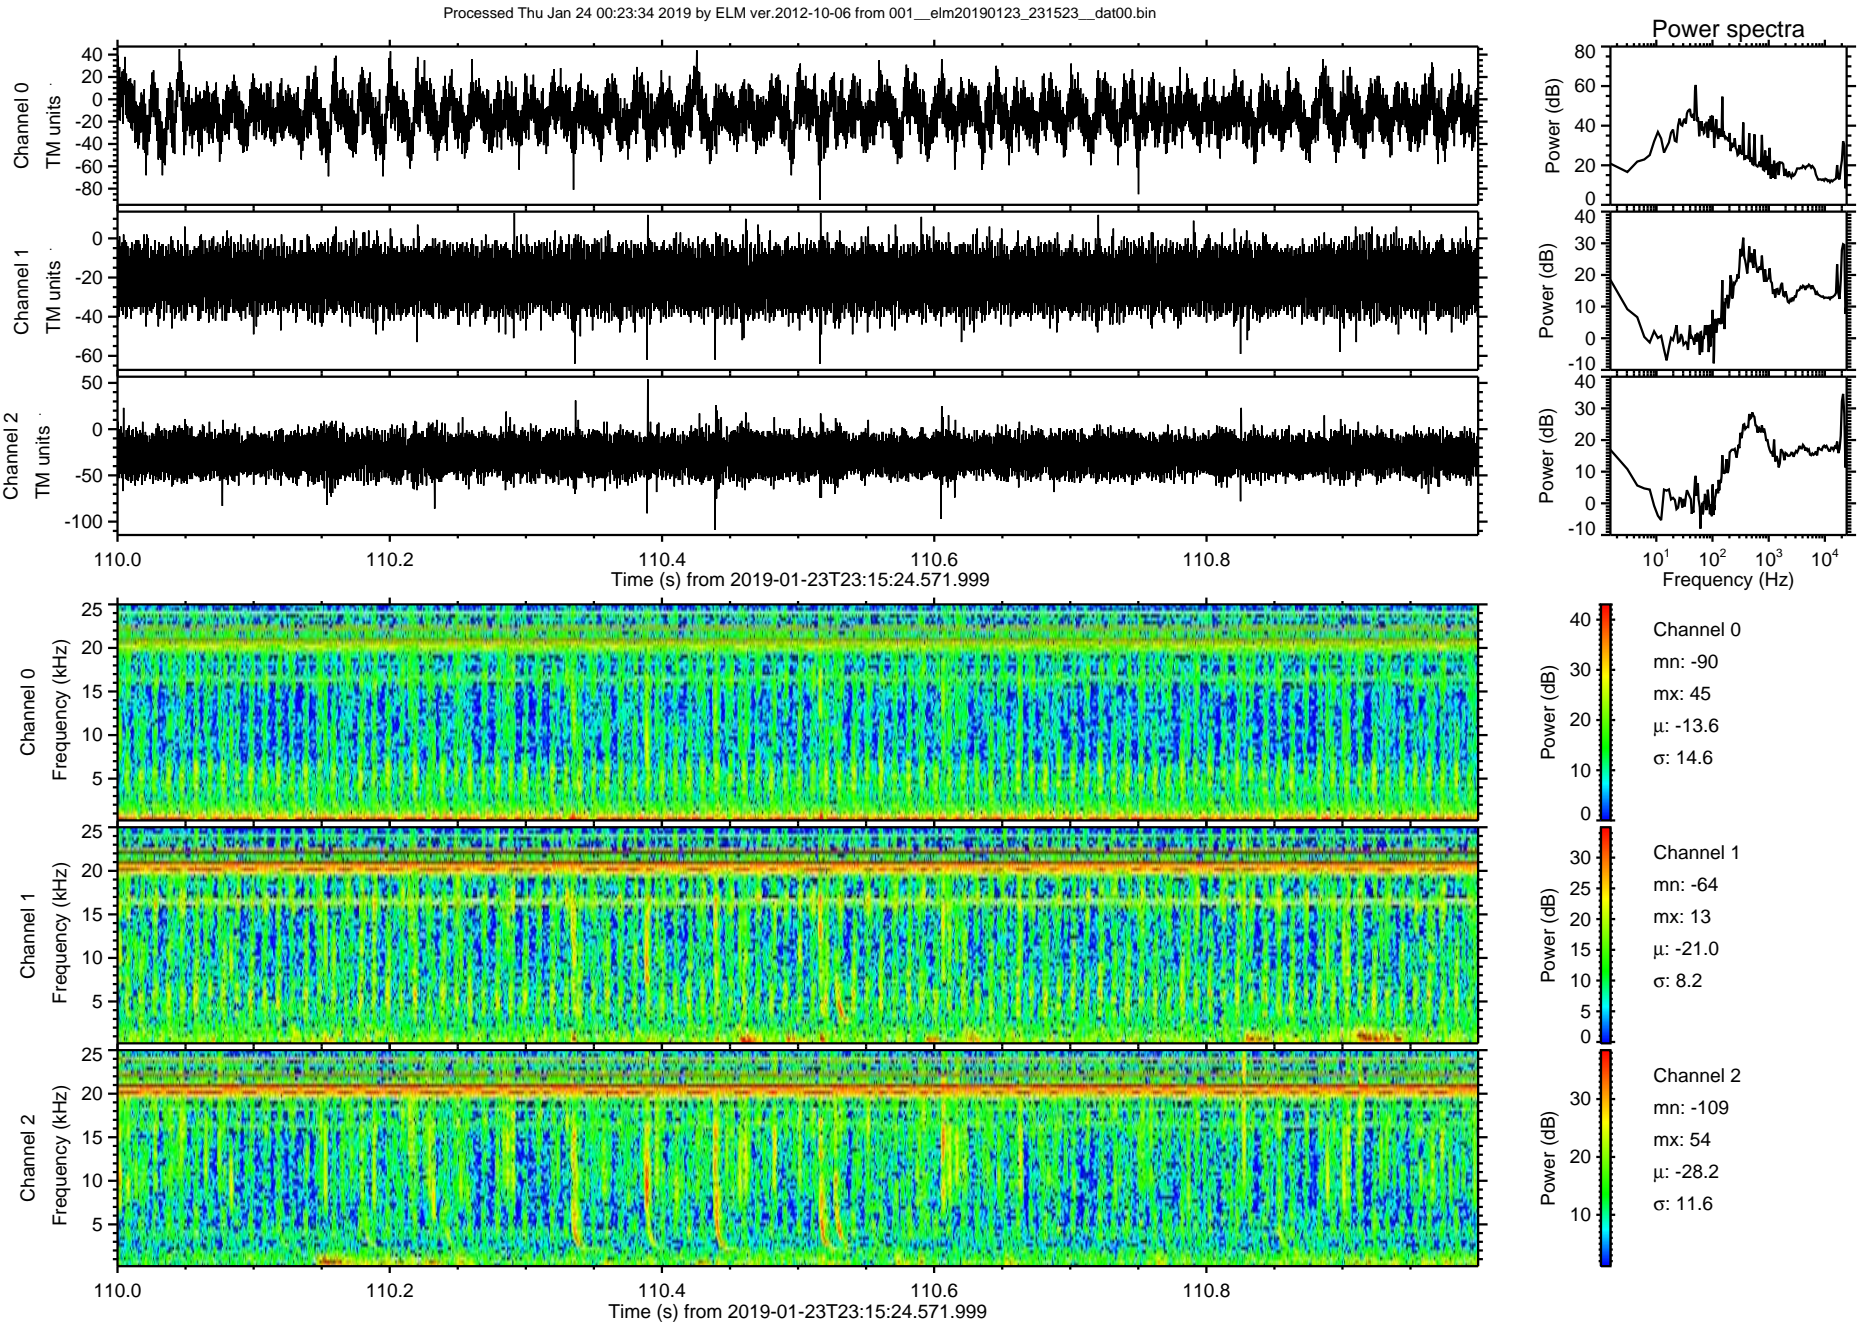 Processed Thu Jan 24 00:23:34 2019 by ELM ver.2012-10-06 from 001__elm20190123_231523__dat00.bin
Power spectra
Channel 0
TM units
40
20
0
-20
-40
-60
-80
Power (dB)
80
60
40
20
0
Channel 1
TM units
0
-20
-40
-60
Power (dB)
40
30
20
10
0
-10
Channel 2
TM units
50
0
-50
-100
Power (dB)
40
30
20
10
0
-10
110.0 110.2 110.4 110.6 110.8
Time (s) from 2019-01-23T23:15:24.571.999
10^1 10^2 10^3 10^4
Frequency (Hz)
Channel 0
Frequency (kHz)
25
20
15
10
5
Power (dB)
40
30
20
10
0
Channel 0
mn: -90
mx: 45
μ: -13.6
σ: 14.6
Channel 1
Frequency (kHz)
25
20
15
10
5
Power (dB)
30
25
20
15
10
5
0
Channel 1
mn: -64
mx: 13
μ: -21.0
σ: 8.2
Channel 2
Frequency (kHz)
25
20
15
10
5
Power (dB)
30
20
10
Channel 2
mn: -109
mx: 54
μ: -28.2
σ: 11.6
110.0 110.2 110.4 110.6 110.8
Time (s) from 2019-01-23T23:15:24.571.999